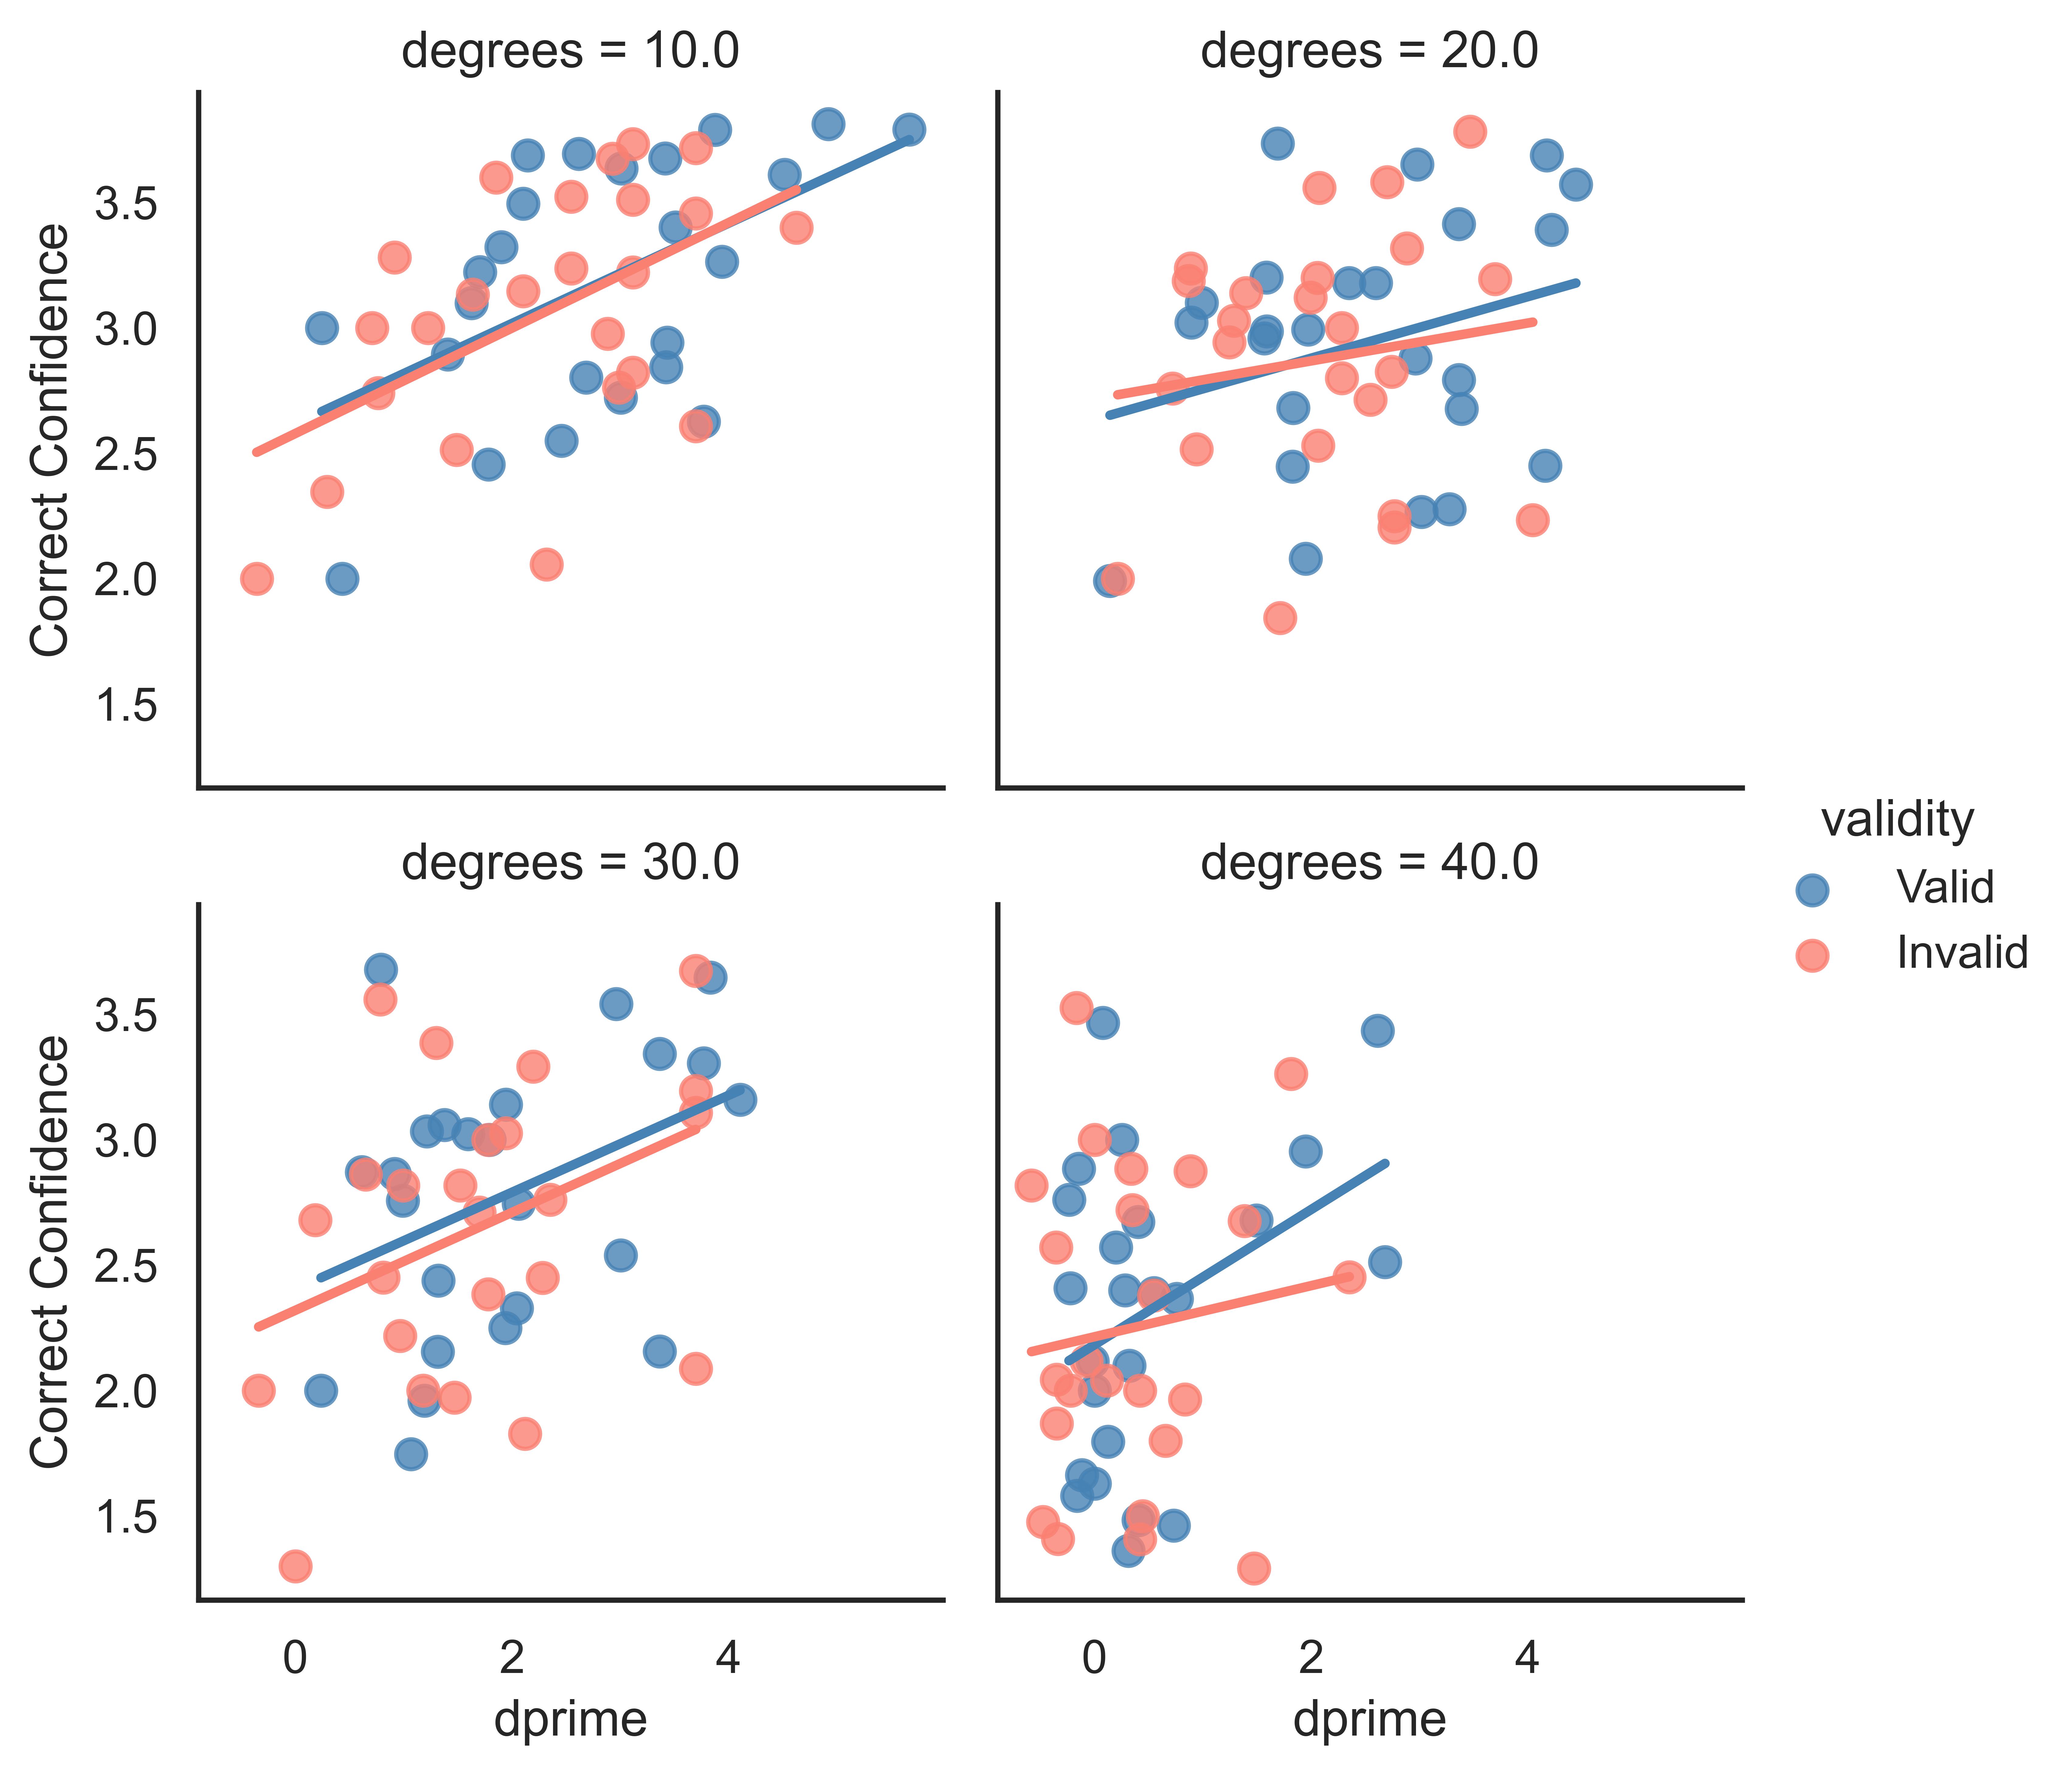 degrees = 10.0
degrees = 20.0
Correct Confidence
3.5
3.0
2.5
2.0
1.5
degrees = 30.0
degrees = 40.0
Correct Confidence
3.5
3.0
2.5
2.0
1.5
0 2 4
0 2 4
dprime
dprime
validity
Valid
Invalid